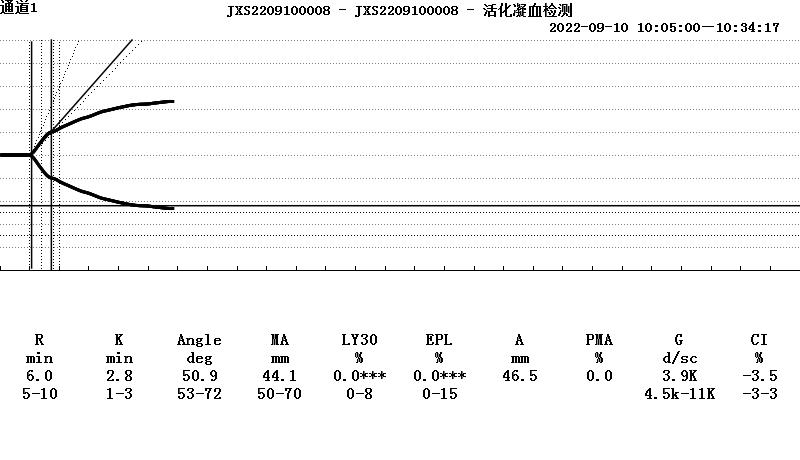 通道1
JXS2209100008 - JXS2209100008 - 活化凝血检测
2022-09-10 10:05:00—10:34:17
R K Angle MA LY30 EPL A PMA G CI
min min deg mm % % mm % d/sc %
6.0 2.8 50.9 44.1 0.0*** 0.0*** 46.5 0.0 3.9K -3.5
5-10 1-3 53-72 50-70 0-8 0-15 4.5k-11K -3-3